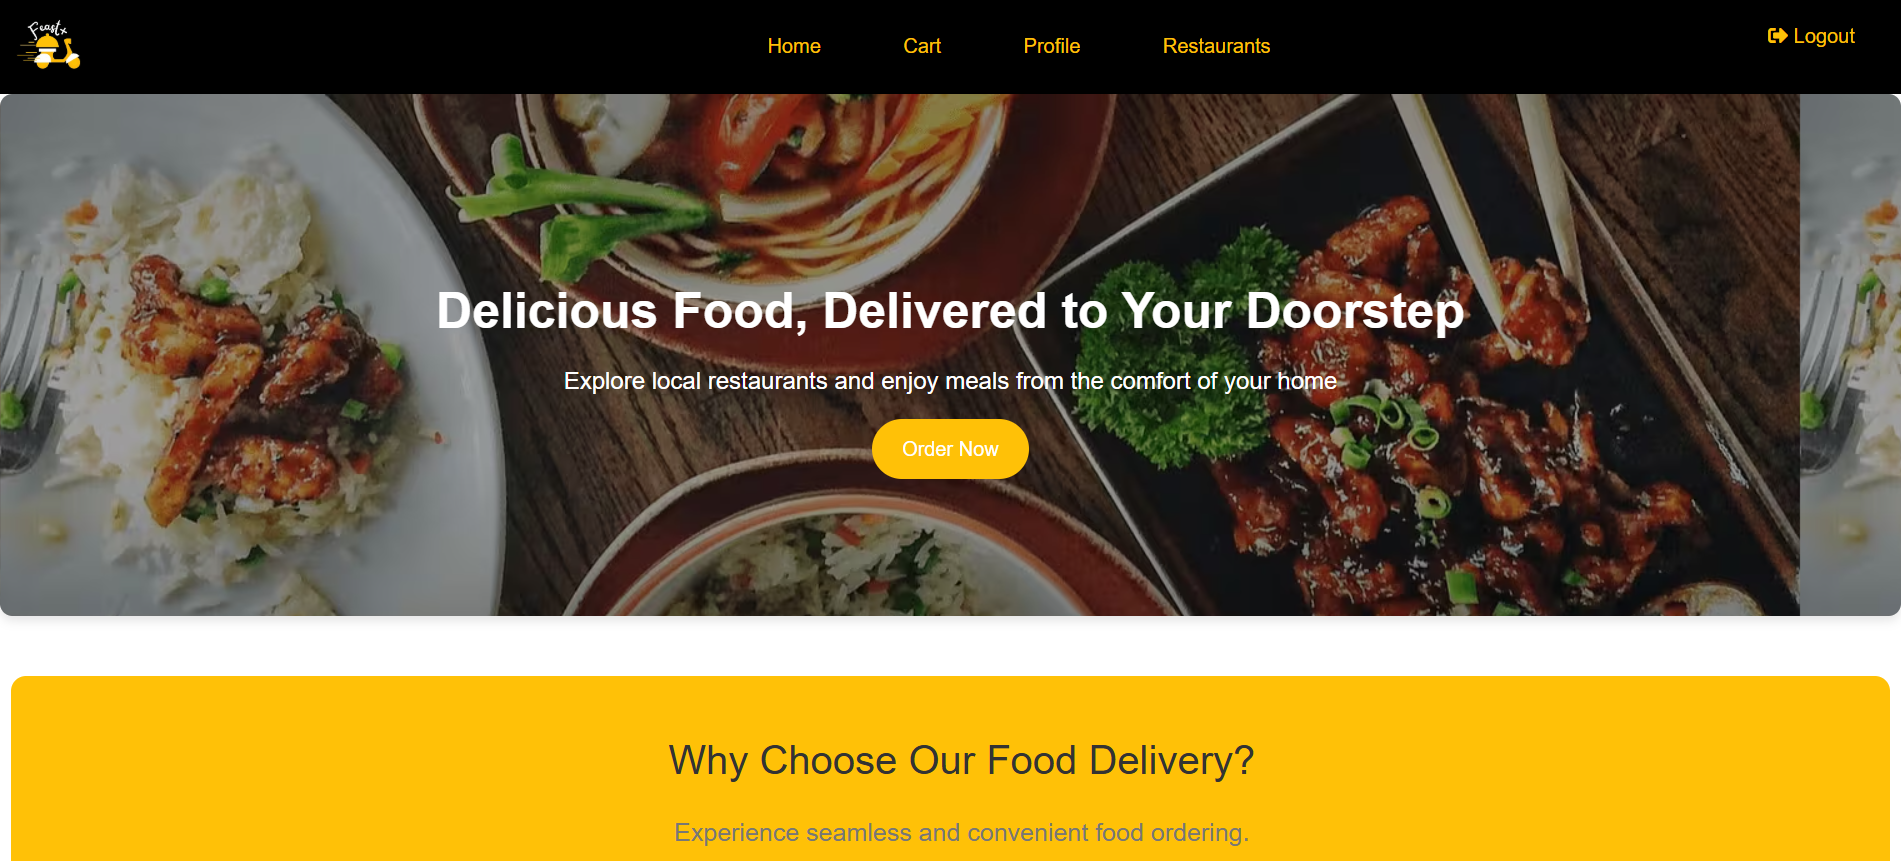 Feastx
Home
Cart
Profile
Restaurants
Logout
Delicious Food, Delivered to Your Doorstep
Explore local restaurants and enjoy meals from the comfort of your home
Order Now
Why Choose Our Food Delivery?
Experience seamless and convenient food ordering.